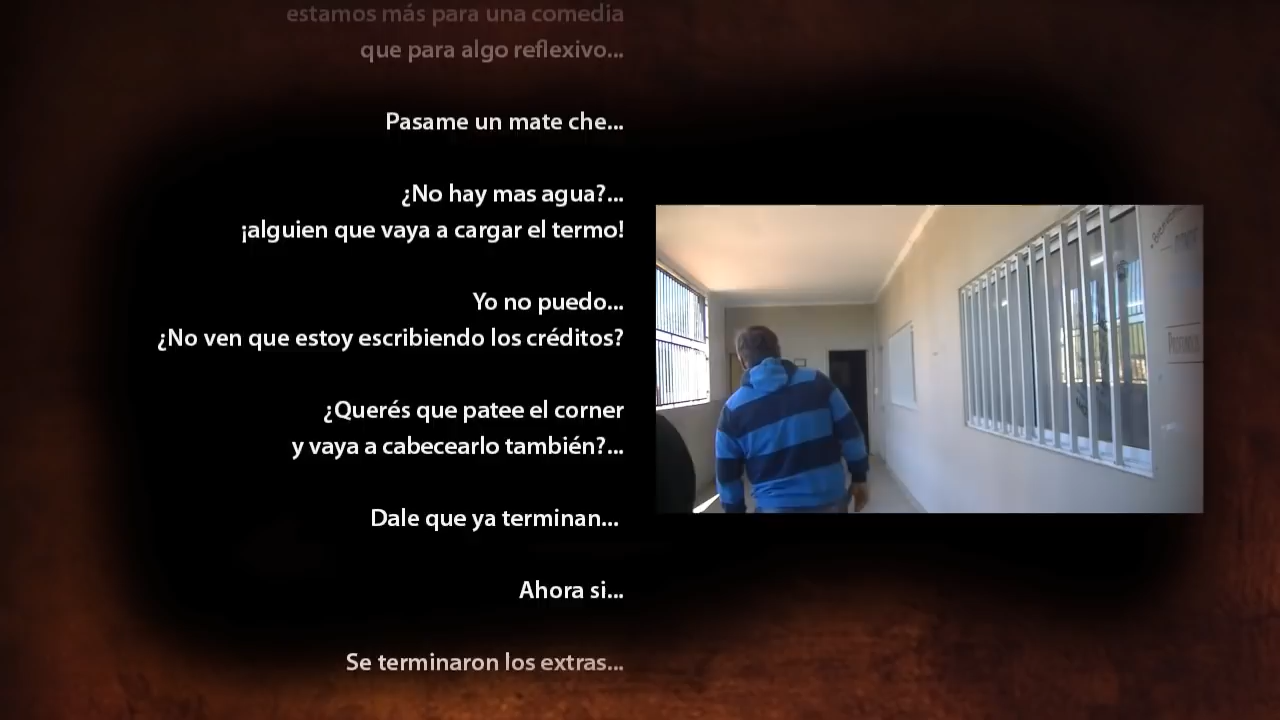 estamos más para una comedia
que para algo reflexivo...
Pasame un mate che...
¿No hay mas agua?...
¡alguien que vaya a cargar el termo!
Yo no puedo...
¿No ven que estoy escribiendo los créditos?
¿Querés que patee el corner
y vaya a cabecearlo también?...
Dale que ya terminan...
Ahora si...
Se terminaron los extras...